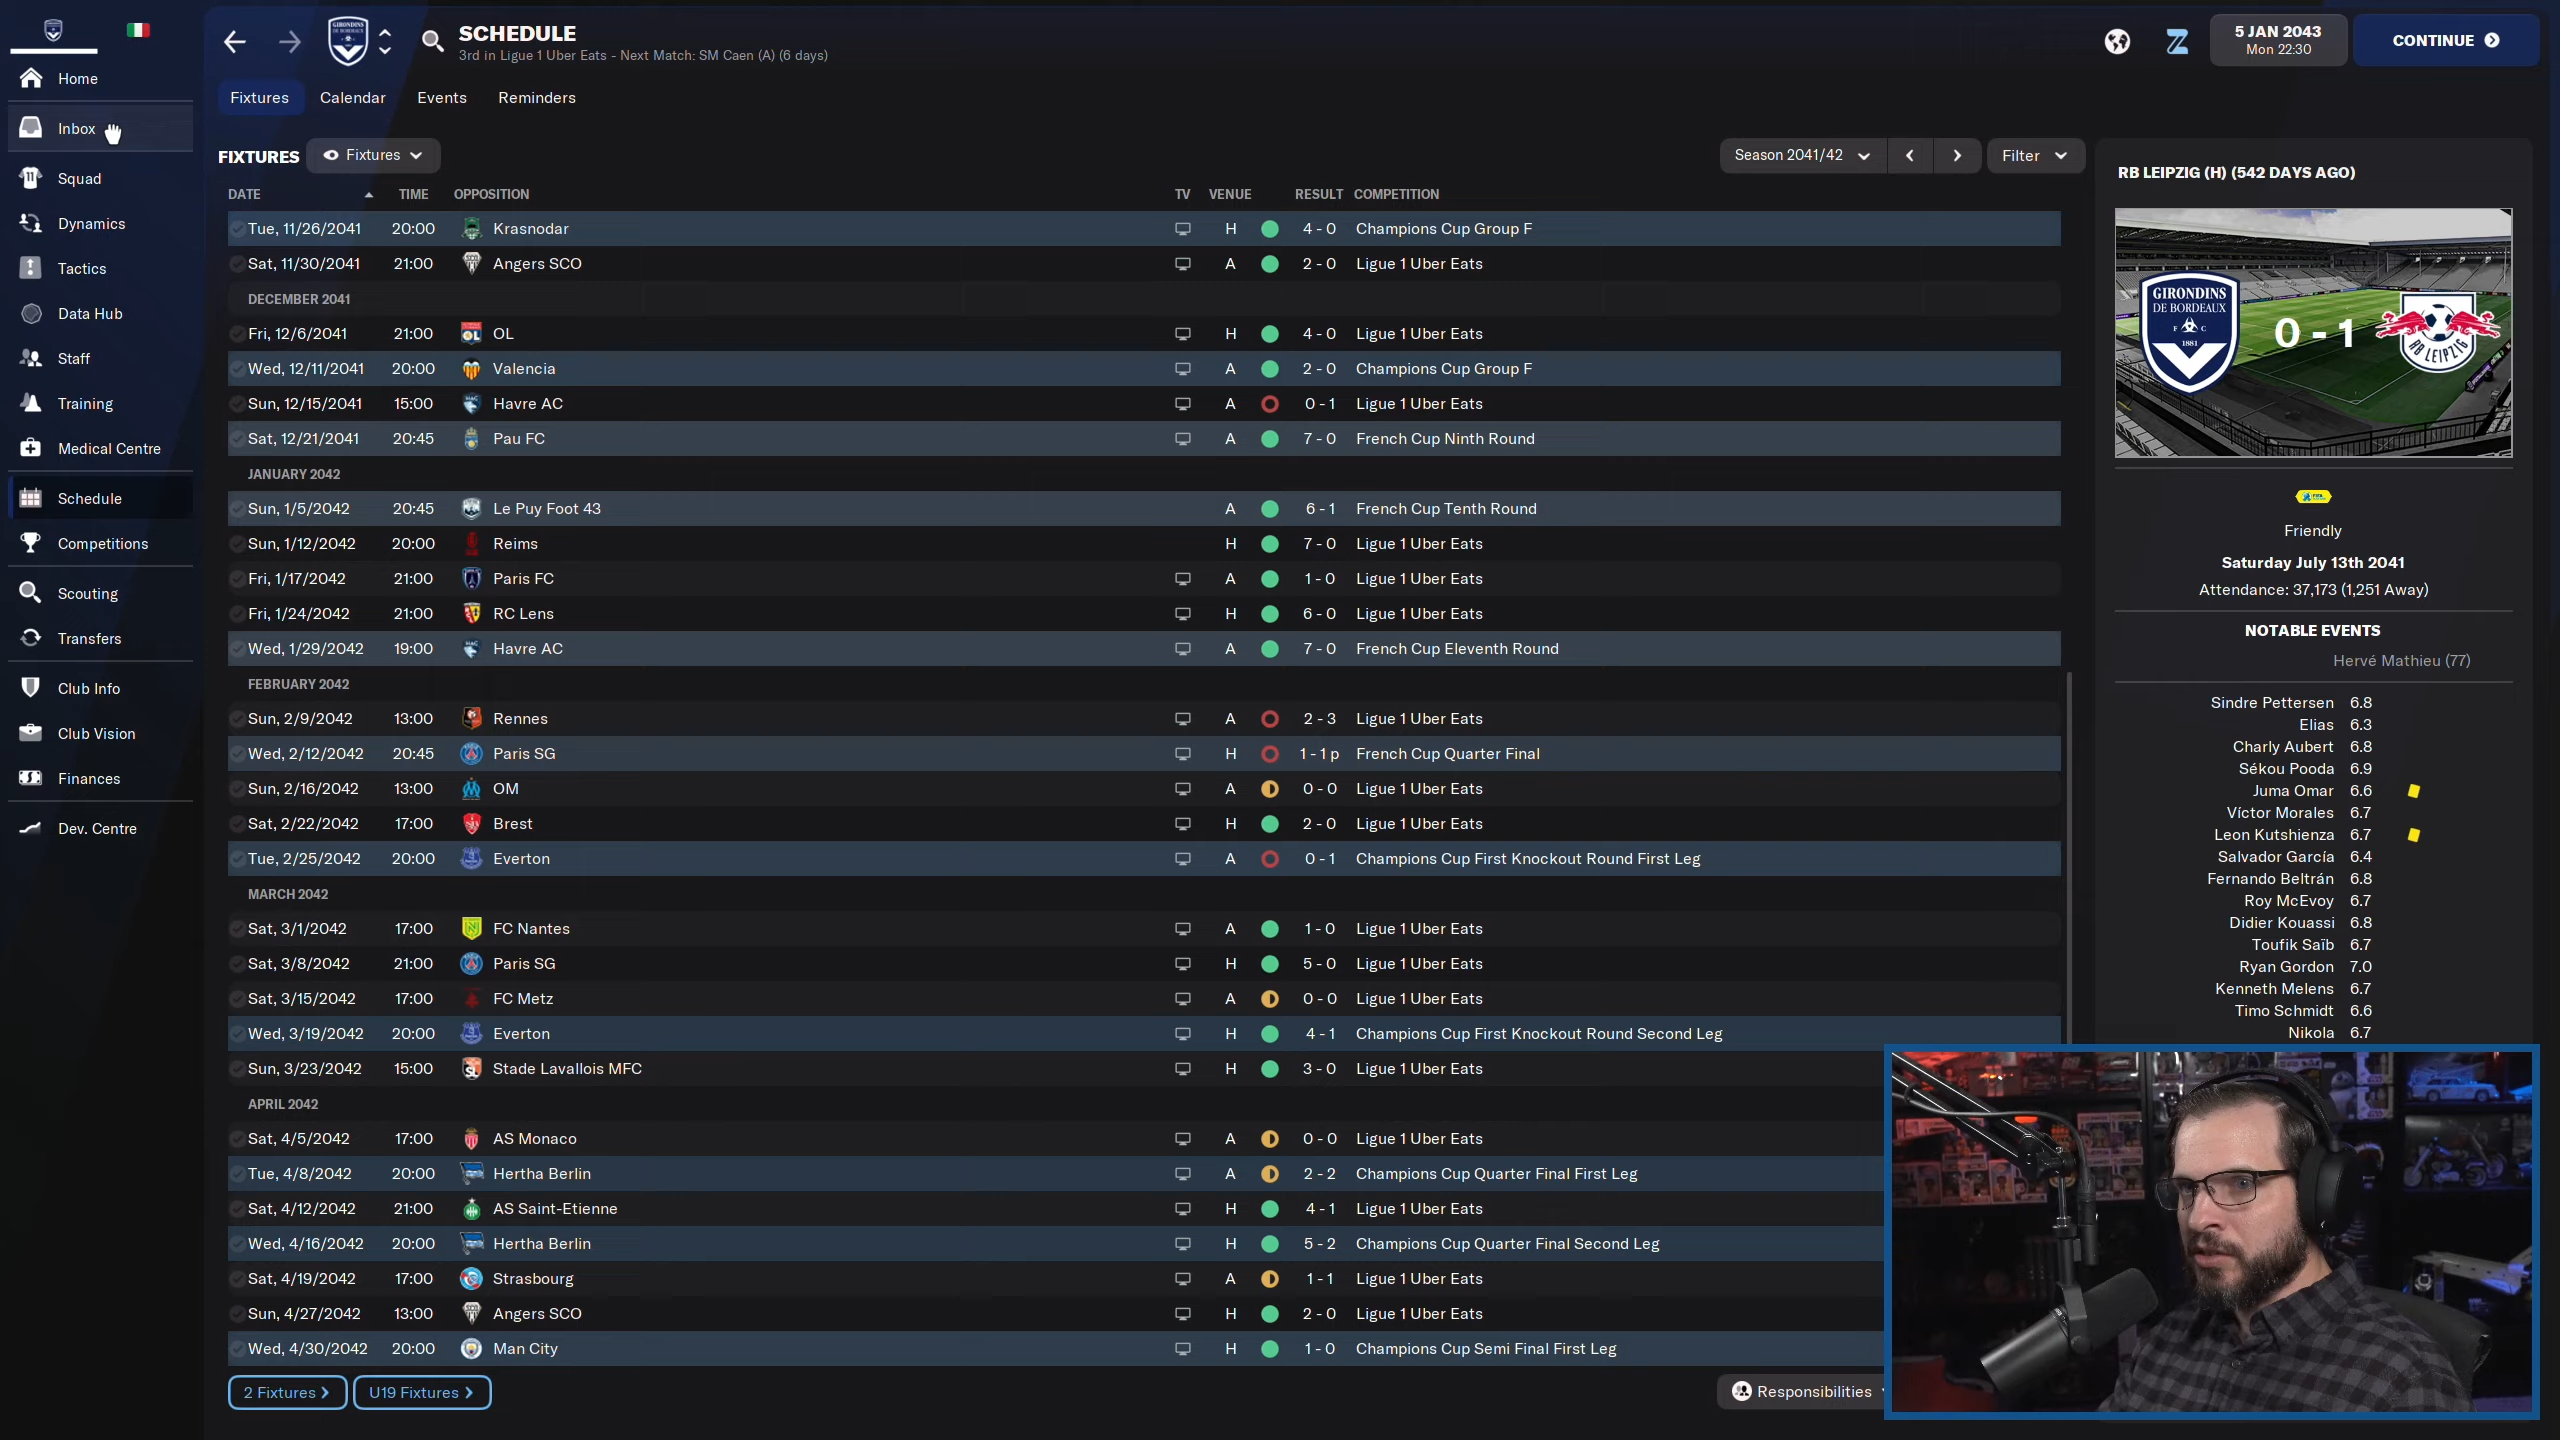 SCHEDULE
3rd in Ligue 1 Uber Eats - Next Match: SM Caen (A) (6 days)
5 JAN 2043
Mon 22:30
CONTINUE
Home
Inbox
Squad
Dynamics
Tactics
Data Hub
Staff
Training
Medical Centre
Schedule
Competitions
Scouting
Transfers
Club Info
Club Vision
Finances
Dev. Centre
Fixtures Calendar Events Reminders
FIXTURES Fixtures Season 2041/42 Filter
DATE TIME OPPOSITION TV VENUE RESULT COMPETITION
Tue, 11/26/2041 20:00 Krasnodar H 4 - 0 Champions Cup Group F
Sat, 11/30/2041 21:00 Angers SCO A 2 - 0 Ligue 1 Uber Eats
DECEMBER 2041
Fri, 12/6/2041 21:00 OL H 4 - 0 Ligue 1 Uber Eats
Wed, 12/11/2041 20:00 Valencia A 2 - 0 Champions Cup Group F
Sun, 12/15/2041 15:00 Havre AC A 0 - 1 Ligue 1 Uber Eats
Sat, 12/21/2041 20:45 Pau FC A 7 - 0 French Cup Ninth Round
JANUARY 2042
Sun, 1/5/2042 20:45 Le Puy Foot 43 A 6 - 1 French Cup Tenth Round
Sun, 1/12/2042 20:00 Reims H 7 - 0 Ligue 1 Uber Eats
Fri, 1/17/2042 21:00 Paris FC A 1 - 0 Ligue 1 Uber Eats
Fri, 1/24/2042 21:00 RC Lens H 6 - 0 Ligue 1 Uber Eats
Wed, 1/29/2042 19:00 Havre AC A 7 - 0 French Cup Eleventh Round
FEBRUARY 2042
Sun, 2/9/2042 13:00 Rennes A 2 - 3 Ligue 1 Uber Eats
Wed, 2/12/2042 20:45 Paris SG H 1 - 1 p French Cup Quarter Final
Sun, 2/16/2042 13:00 OM A 0 - 0 Ligue 1 Uber Eats
Sat, 2/22/2042 17:00 Brest H 2 - 0 Ligue 1 Uber Eats
Tue, 2/25/2042 20:00 Everton A 0 - 1 Champions Cup First Knockout Round First Leg
MARCH 2042
Sat, 3/1/2042 17:00 FC Nantes A 1 - 0 Ligue 1 Uber Eats
Sat, 3/8/2042 21:00 Paris SG H 5 - 0 Ligue 1 Uber Eats
Sat, 3/15/2042 17:00 FC Metz A 0 - 0 Ligue 1 Uber Eats
Wed, 3/19/2042 20:00 Everton H 4 - 1 Champions Cup First Knockout Round Second Leg
Sun, 3/23/2042 15:00 Stade Lavallois MFC H 3 - 0 Ligue 1 Uber Eats
APRIL 2042
Sat, 4/5/2042 17:00 AS Monaco A 0 - 0 Ligue 1 Uber Eats
Tue, 4/8/2042 20:00 Hertha Berlin A 2 - 2 Champions Cup Quarter Final First Leg
Sat, 4/12/2042 21:00 AS Saint-Etienne H 4 - 1 Ligue 1 Uber Eats
Wed, 4/16/2042 20:00 Hertha Berlin H 5 - 2 Champions Cup Quarter Final Second Leg
Sat, 4/19/2042 17:00 Strasbourg A 1 - 1 Ligue 1 Uber Eats
Sun, 4/27/2042 13:00 Angers SCO H 2 - 0 Ligue 1 Uber Eats
Wed, 4/30/2042 20:00 Man City H 1 - 0 Champions Cup Semi Final First Leg
2 Fixtures U19 Fixtures Responsibilities
RB LEIPZIG (H) (542 DAYS AGO)
GIRONDINS
DE BORDEAUX
F C
1881
0 - 1
RB LEIPZIG
Friendly
Saturday July 13th 2041
Attendance: 37,173 (1,251 Away)
NOTABLE EVENTS
Hervé Mathieu (77)
Sindre Pettersen 6.8
Elias 6.3
Charly Aubert 6.8
Sékou Pooda 6.9
Juma Omar 6.6
Víctor Morales 6.7
Leon Kutshienza 6.7
Salvador García 6.4
Fernando Beltrán 6.8
Roy McEvoy 6.7
Didier Kouassi 6.8
Toufik Saïb 6.7
Ryan Gordon 7.0
Kenneth Melens 6.7
Timo Schmidt 6.6
Nikola 6.7